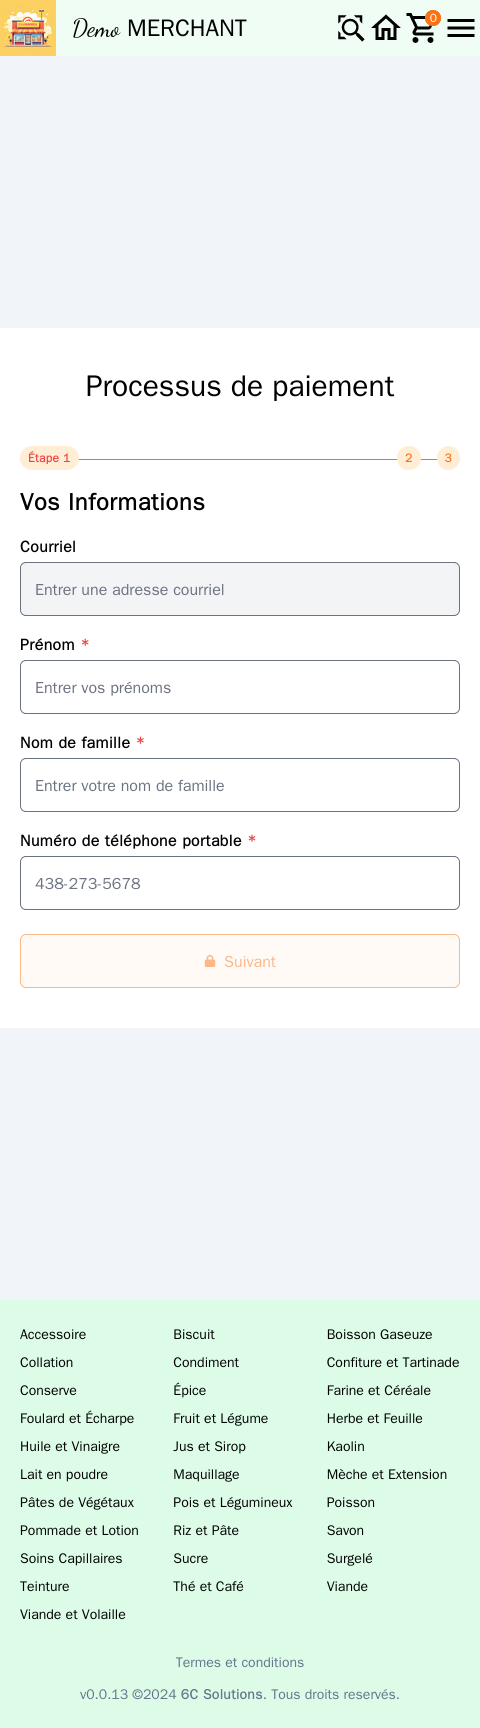 Demo MERCHANT
0
Processus de paiement
Étape 1 2 3
Vos Informations
Courriel
Entrer une adresse courriel
Prénom *
Entrer vos prénoms
Nom de famille *
Entrer votre nom de famille
Numéro de téléphone portable *
438-273-5678
Suivant
Accessoire Biscuit Boisson Gaseuze
Collation Condiment Confiture et Tartinade
Conserve Épice Farine et Céréale
Foulard et Écharpe Fruit et Légume Herbe et Feuille
Huile et Vinaigre Jus et Sirop Kaolin
Lait en poudre Maquillage Mèche et Extension
Pâtes de Végétaux Pois et Légumineux Poisson
Pommade et Lotion Riz et Pâte Savon
Soins Capillaires Sucre Surgelé
Teinture Thé et Café Viande
Viande et Volaille
Termes et conditions
v0.0.13 ©2024 6C Solutions. Tous droits reservés.